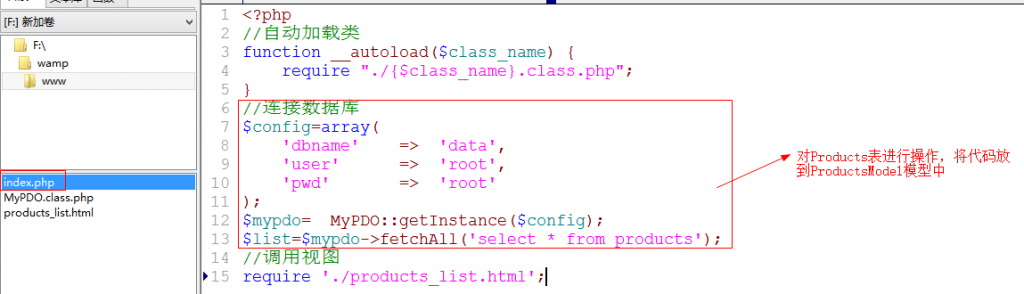 [F:] 新加卷
F:\
wamp
www
index.php
MyPDO.class.php
products_list.html
1 <?php
2 //自动加载类
3 function __autoload($class_name) {
4     require "./{$class_name}.class.php";
5 }
6 //连接数据库
7 $config=array(
8     'dbname'    =>  'data',
9     'user'      =>  'root',
10     'pwd'       =>  'root'
11 );
12 $mypdo=  MyPDO::getInstance($config);
13 $list=$mypdo->fetchAll('select * from products');
14 //调用视图
15 require './products_list.html';
对Products表进行操作，将代码放
到ProductsModel模型中